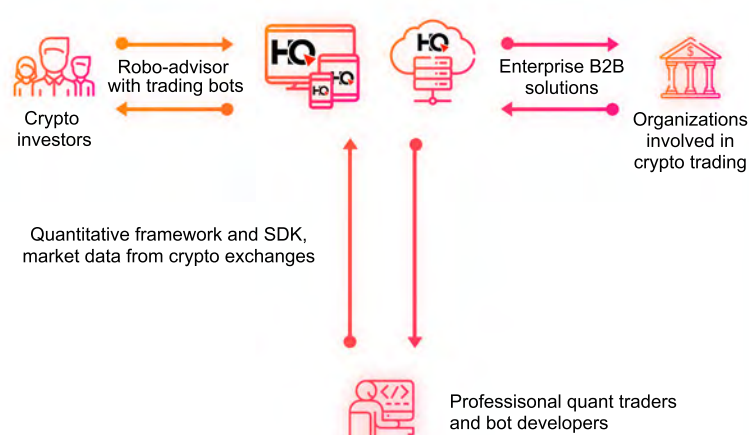 HQ
HQ
HQ
HQ
Robo-advisor
with trading bots
Enterprise B2B
solutions
Crypto
investors
$
Organizations
involved in
crypto trading
Quantitative framework and SDK,
market data from crypto exchanges
</>
Professisonal quant traders
and bot developers